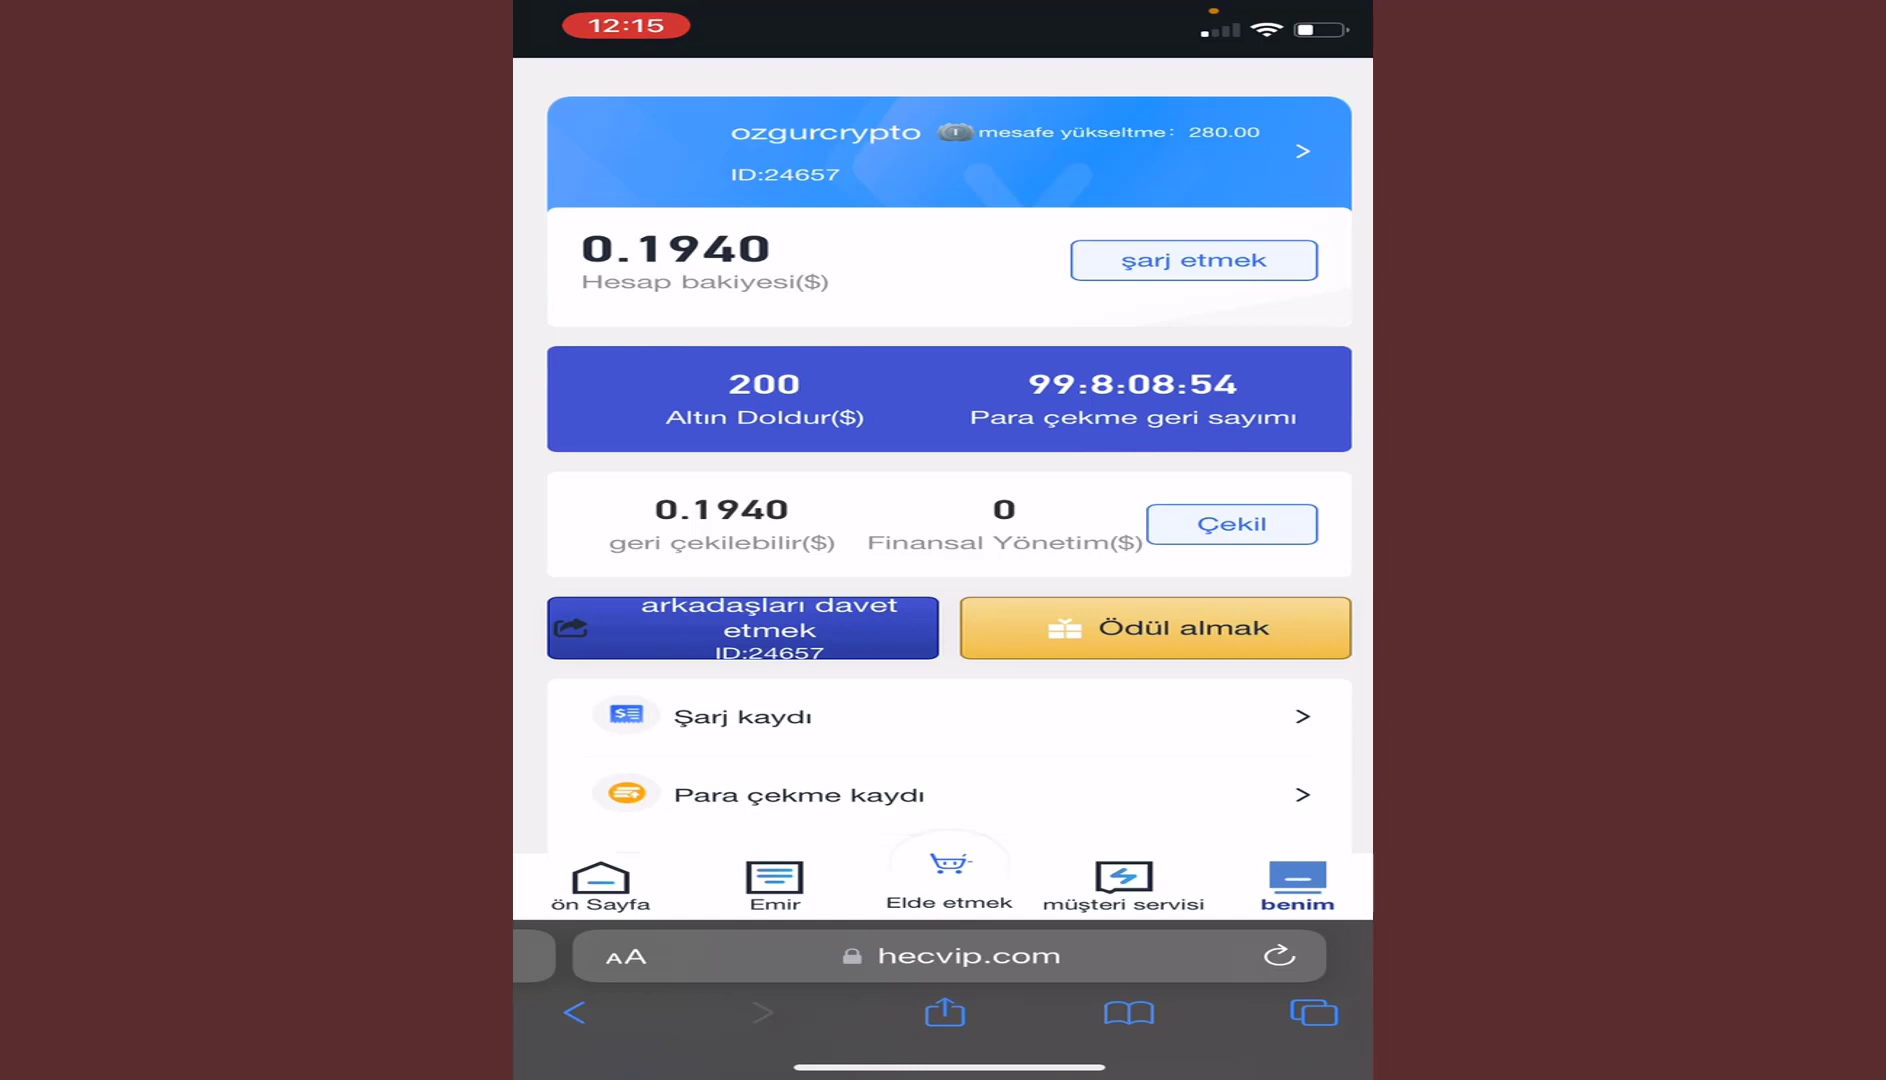 12:15
ozgurcrypto mesafe yükseltme: 280.00
ID:24657
>
0.1940
Hesap bakiyesi($)
şarj etmek
200
Altın Doldur($)
99:8:08:54
Para çekme geri sayımı
0.1940
geri çekilebilir($)
0
Finansal Yönetim($)
Çekil
arkadaşları davet
etmek
ID:24657
Ödül almak
Şarj kaydı >
Para çekme kaydı >
ön Sayfa
Emir
Elde etmek
müşteri servisi
benim
AA hecvip.com